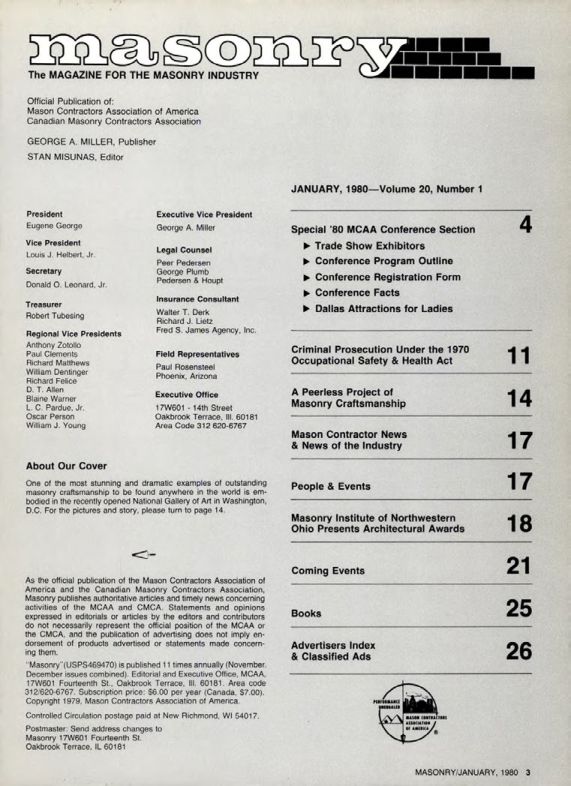 masonry
The MAGAZINE FOR THE MASONRY INDUSTRY
Official Publication of:
Mason Contractors Association of America
Canadian Masonry Contractors Association
GEORGE A. MILLER, Publisher
STAN MISUNAS, Editor
President
Eugene George
Vice President
Louis J. Helbert, Jr.
Secretary
Donald O. Leonard, Jr.
Treasurer
Robert Tubesing
Regional Vice Presidents
Anthony Zotollo
Paul Clements
Richard Matthews
William Dentinger
Richard Felice
D. T. Allen
Blaine Warner
L. C. Pardue, Jr.
Oscar Person
William J. Young
Executive Vice President
George A. Miller
Legal Counsel
Peer Pedersen
George Plumb
Pedersen & Houpt
Insurance Consultant
Walter T. Derk
Richard J. Lietz
Fred S. James Agency, Inc.
Field Representatives
Paul Rosensteel
Phoenix, Arizona
Executive Office
17W601 - 14th Street
Oakbrook Terrace, Ill. 60181
Area Code 312 620-6767
About Our Cover
One of the most stunning and dramatic examples of outstanding
masonry craftsmanship to be found anywhere in the world is em-
bodied in the recently opened National Gallery of Art in Washington,
D.C. For the pictures and story, please turn to page 14.
As the official publication of the Mason Contractors Association of
America and the Canadian Masonry Contractors Association,
Masonry publishes authoritative articles and timely news concerning
activities of the MCAA and CMCA. Statements and opinions
expressed in editorials or articles by the editors and contributors
do not necessarily represent the official position of the MCAA or
the CMCA, and the publication of advertising does not imply en-
dorsement of products advertised or statements made concern-
ing them.
"Masonry" (USPS469470) is published 11 times annually (November.
December issues combined). Editorial and Executive Office, MCAA,
17W601 Fourteenth St., Oakbrook Terrace, Ill. 60181. Area code
312/620-6767. Subscription price: $6.00 per year (Canada, $7.00).
Copyright 1979, Mason Contractors Association of America.
Controlled Circulation postage paid at New Richmond, WI 54017.
Postmaster: Send address changes to
Masonry 17W601 Fourteenth St.
Oakbrook Terrace, IL 60181
JANUARY, 1980—Volume 20, Number 1
Special '80 MCAA Conference Section 4
▶ Trade Show Exhibitors
▶ Conference Program Outline
▶ Conference Registration Form
▶ Conference Facts
▶ Dallas Attractions for Ladies
Criminal Prosecution Under the 1970
Occupational Safety & Health Act 11
A Peerless Project of
Masonry Craftsmanship 14
Mason Contractor News
& News of the Industry 17
People & Events 17
Masonry Institute of Northwestern
Ohio Presents Architectural Awards 18
Coming Events 21
Books 25
Advertisers Index
& Classified Ads 26
PERFORMANCE
UNEQUALED
MASON CONTRACTORS
ASSOCIATION
OF AMERICA
®
MASONRY/JANUARY, 1980 3